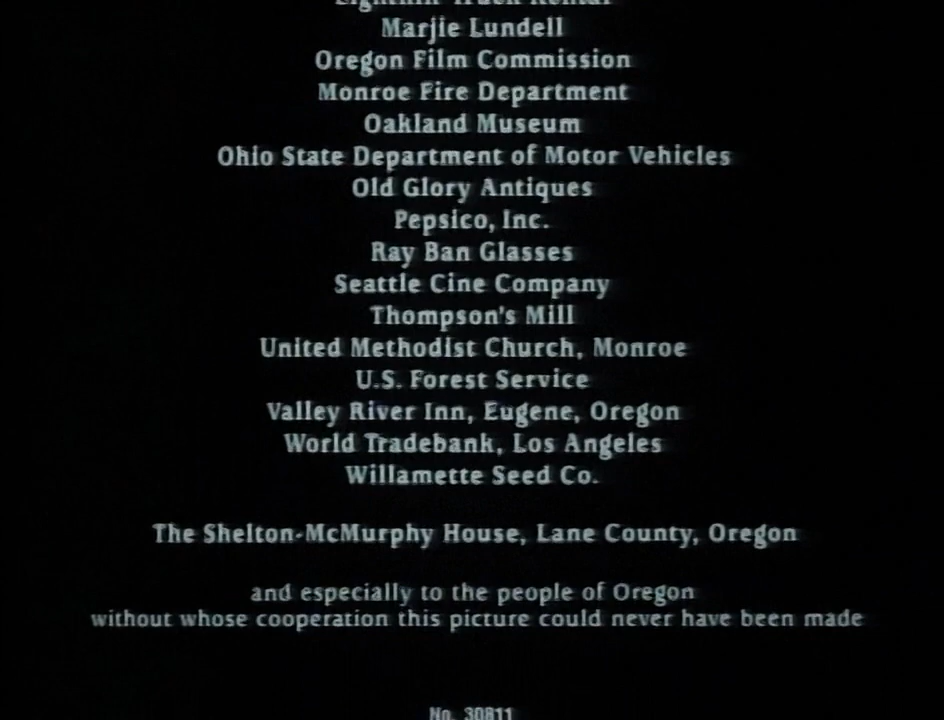 Lightnin' Truck Rental
Marjie Lundell
Oregon Film Commission
Monroe Fire Department
Oakland Museum
Ohio State Department of Motor Vehicles
Old Glory Antiques
Pepsico, Inc.
Ray Ban Glasses
Seattle Cine Company
Thompson's Mill
United Methodist Church, Monroe
U.S. Forest Service
Valley River Inn, Eugene, Oregon
World Tradebank, Los Angeles
Willamette Seed Co.
The Shelton-McMurphy House, Lane County, Oregon
and especially to the people of Oregon
without whose cooperation this picture could never have been made
No. 30811